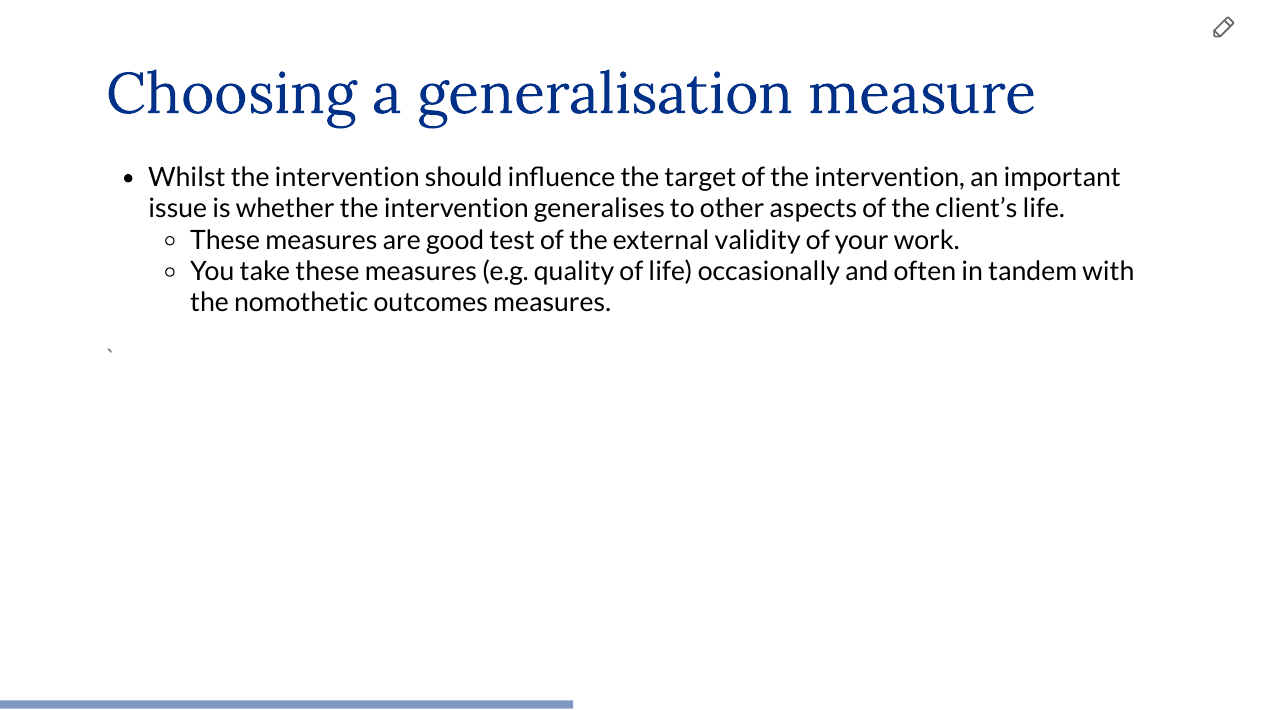 Choosing a generalisation measure
• Whilst the intervention should influence the target of the intervention, an important
issue is whether the intervention generalises to other aspects of the client’s life.
◦ These measures are good test of the external validity of your work.
◦ You take these measures (e.g. quality of life) occasionally and often in tandem with
the nomothetic outcomes measures.
`